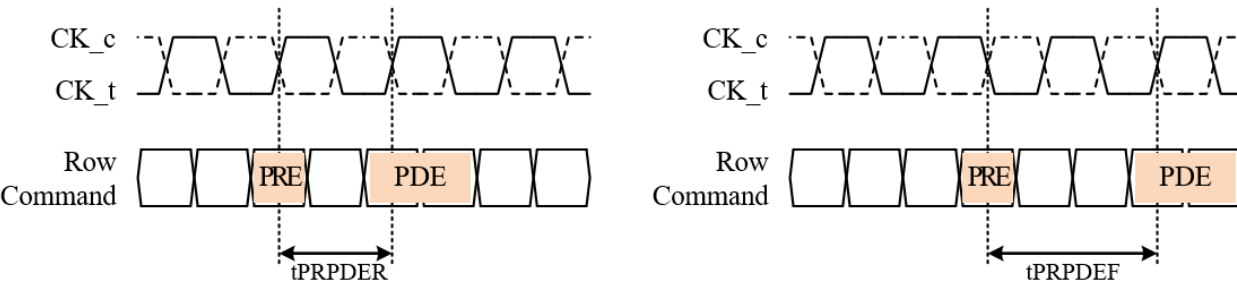 CK_c
CK_t
Row
Command
PRE
PDE
tPRPDER
CK_c
CK_t
Row
Command
PRE
PDE
tPRPDEF